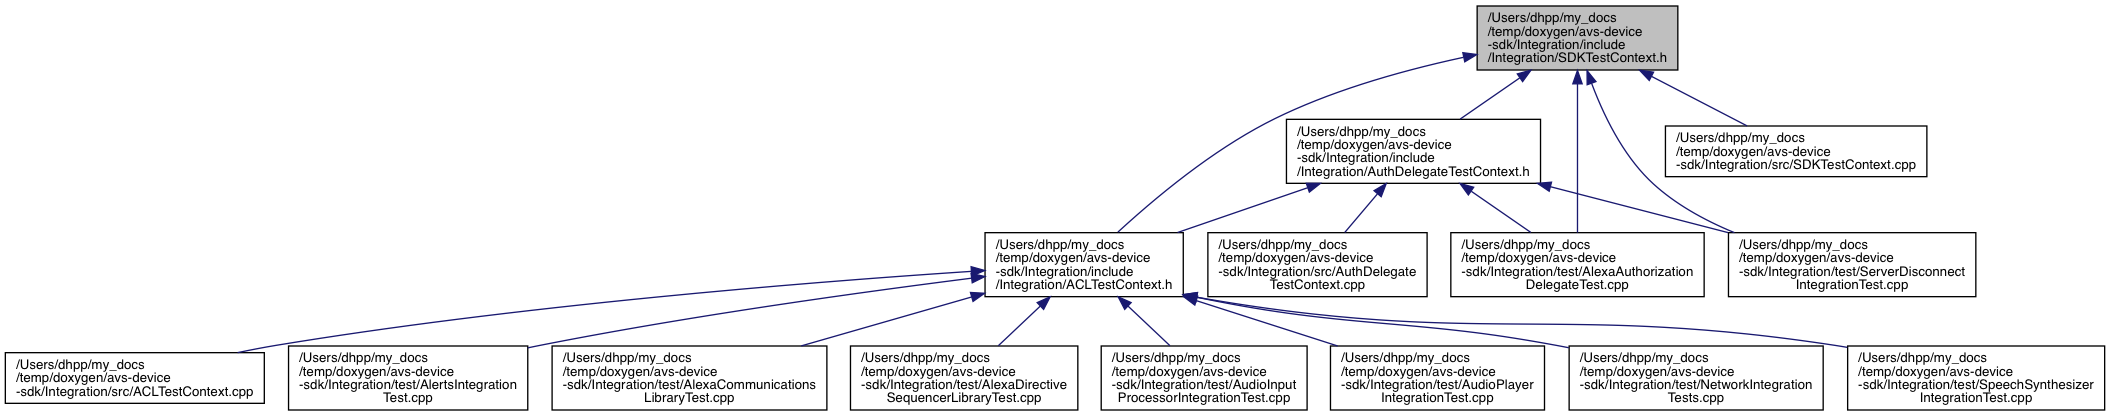 /Users/dhpp/my_docs
/temp/doxygen/avs-device
-sdk/Integration/include
/Integration/SDKTestContext.h
/Users/dhpp/my_docs
/temp/doxygen/avs-device
-sdk/Integration/include
/Integration/AuthDelegateTestContext.h
/Users/dhpp/my_docs
/temp/doxygen/avs-device
-sdk/Integration/src/SDKTestContext.cpp
/Users/dhpp/my_docs
/temp/doxygen/avs-device
-sdk/Integration/include
/Integration/ACLTestContext.h
/Users/dhpp/my_docs
/temp/doxygen/avs-device
-sdk/Integration/src/AuthDelegate
TestContext.cpp
/Users/dhpp/my_docs
/temp/doxygen/avs-device
-sdk/Integration/test/AlexaAuthorization
DelegateTest.cpp
/Users/dhpp/my_docs
/temp/doxygen/avs-device
-sdk/Integration/test/ServerDisconnect
IntegrationTest.cpp
/Users/dhpp/my_docs
/temp/doxygen/avs-device
-sdk/Integration/src/ACLTestContext.cpp
/Users/dhpp/my_docs
/temp/doxygen/avs-device
-sdk/Integration/test/AlertsIntegration
Test.cpp
/Users/dhpp/my_docs
/temp/doxygen/avs-device
-sdk/Integration/test/AlexaCommunications
LibraryTest.cpp
/Users/dhpp/my_docs
/temp/doxygen/avs-device
-sdk/Integration/test/AlexaDirective
SequencerLibraryTest.cpp
/Users/dhpp/my_docs
/temp/doxygen/avs-device
-sdk/Integration/test/AudioInput
ProcessorIntegrationTest.cpp
/Users/dhpp/my_docs
/temp/doxygen/avs-device
-sdk/Integration/test/AudioPlayer
IntegrationTest.cpp
/Users/dhpp/my_docs
/temp/doxygen/avs-device
-sdk/Integration/test/NetworkIntegration
Tests.cpp
/Users/dhpp/my_docs
/temp/doxygen/avs-device
-sdk/Integration/test/SpeechSynthesizer
IntegrationTest.cpp